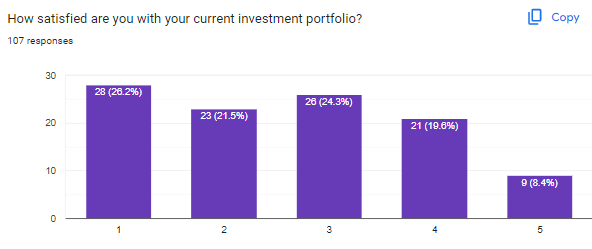 How satisfied are you with your current investment portfolio?
Copy
107 responses
30
20
10
0
28 (26.2%)
23 (21.5%)
26 (24.3%)
21 (19.6%)
9 (8.4%)
1 2 3 4 5